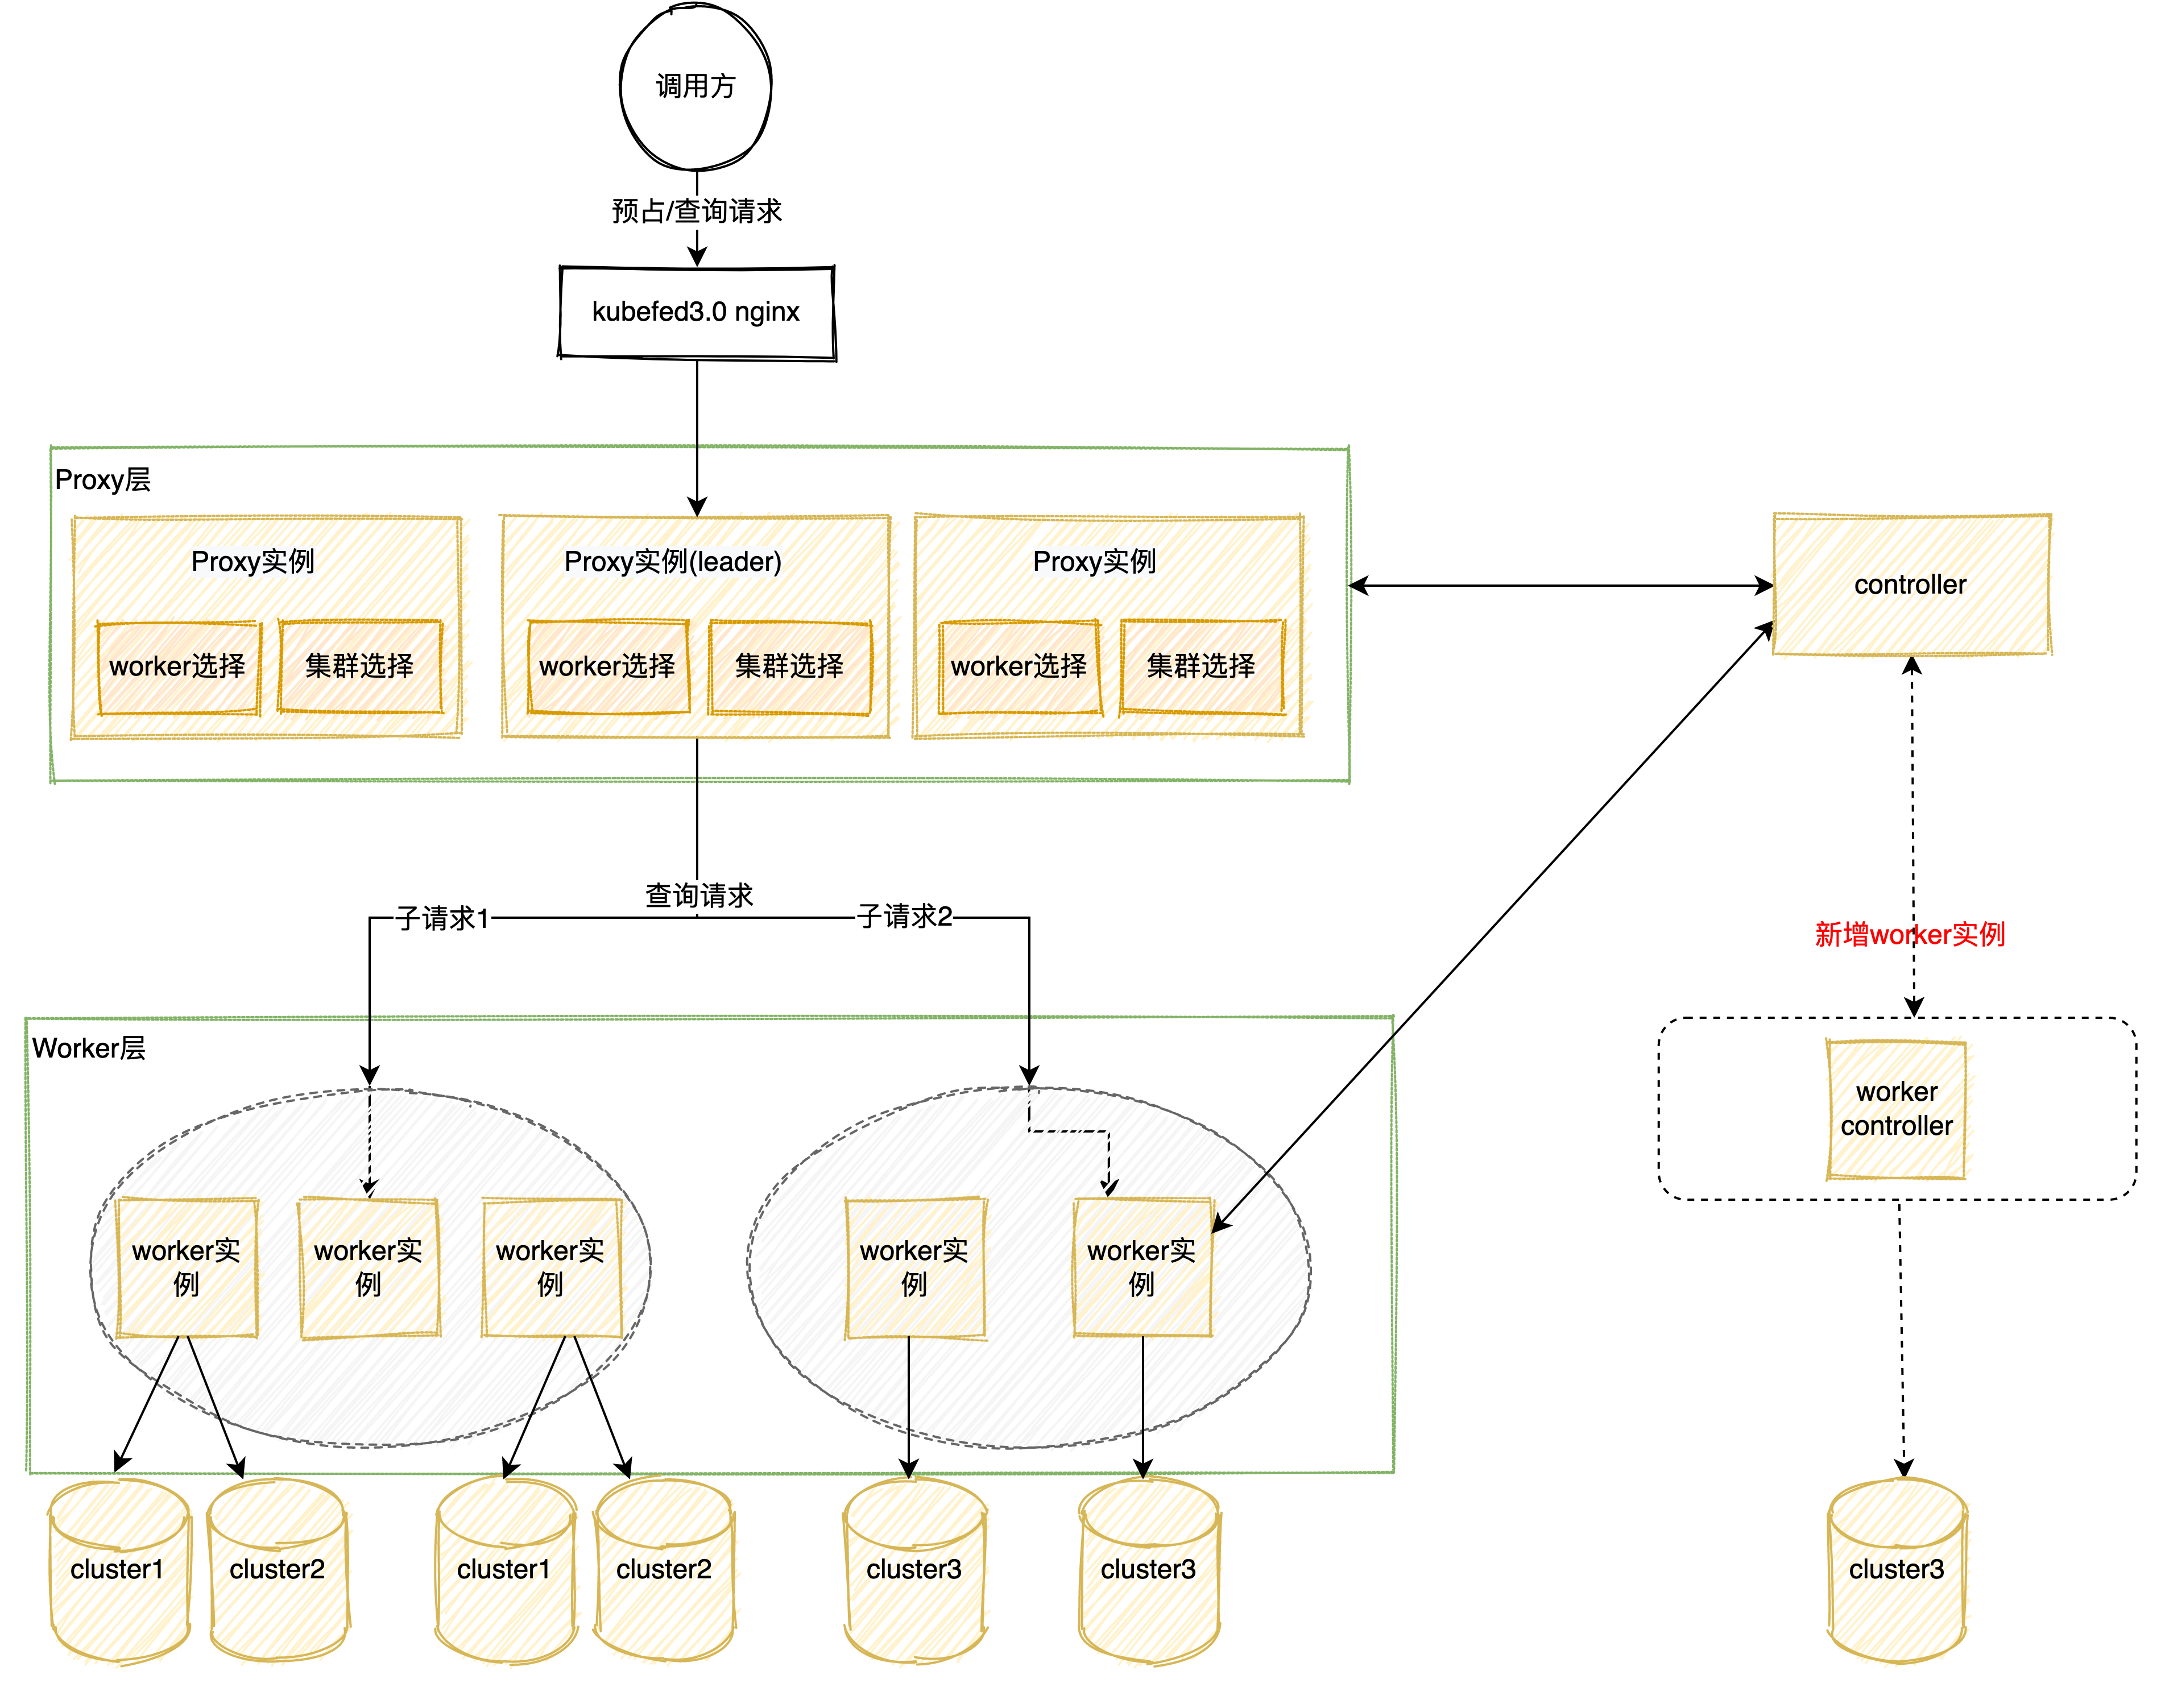 调用方
预占/查询请求
kubefed3.0 nginx
Proxy层
Proxy实例
worker选择
集群选择
Proxy实例(leader)
worker选择
集群选择
Proxy实例
worker选择
集群选择
controller
查询请求
子请求1
子请求2
新增worker实例
Worker层
worker实
例
worker实
例
worker实
例
worker实
例
worker实
例
worker
controller
cluster1
cluster2
cluster1
cluster2
cluster3
cluster3
cluster3